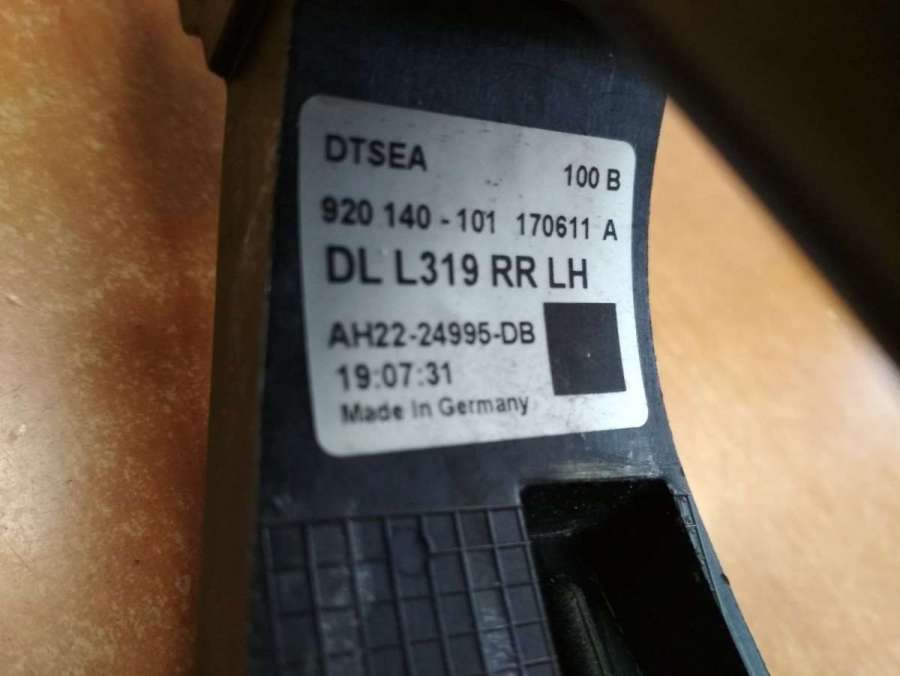 DTSEA
100 B
920 140 - 101 170611 A
DL L319 RR LH
AH22-24995-DB
19:07:31
Made in Germany